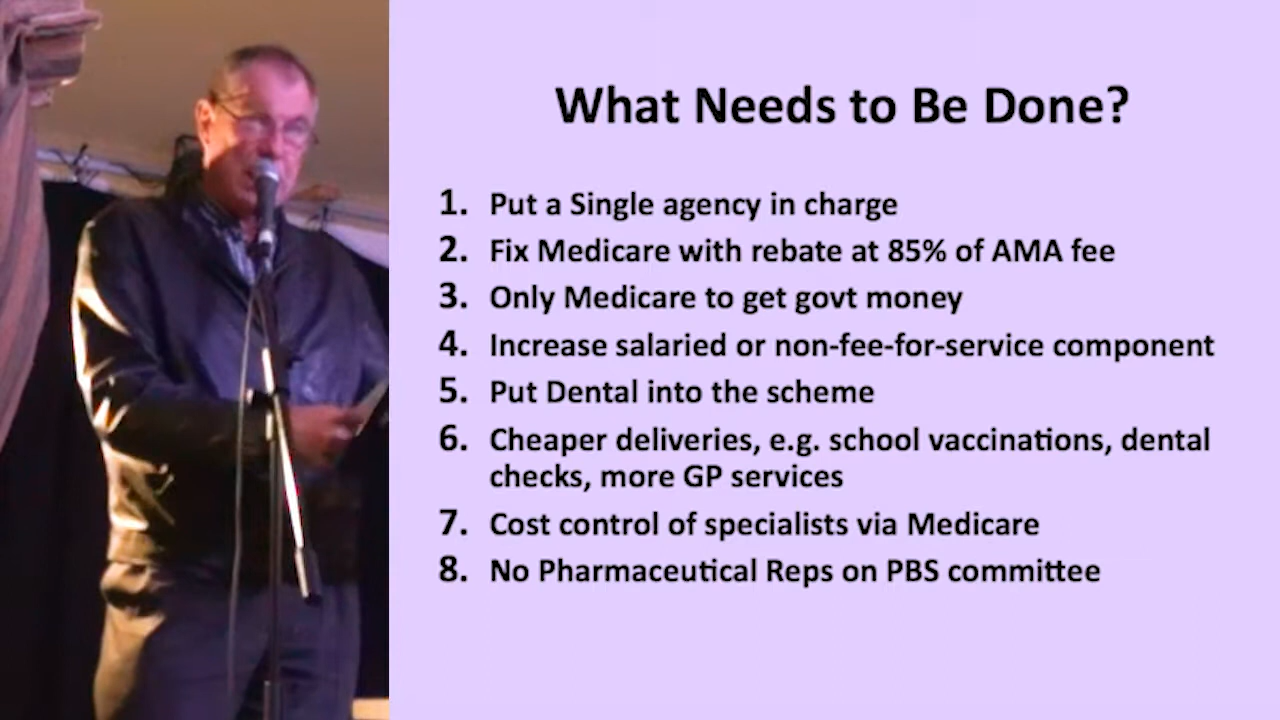 What Needs to Be Done?
1. Put a Single agency in charge
2. Fix Medicare with rebate at 85% of AMA fee
3. Only Medicare to get govt money
4. Increase salaried or non-fee-for-service component
5. Put Dental into the scheme
6. Cheaper deliveries, e.g. school vaccinations, dental
checks, more GP services
7. Cost control of specialists via Medicare
8. No Pharmaceutical Reps on PBS committee